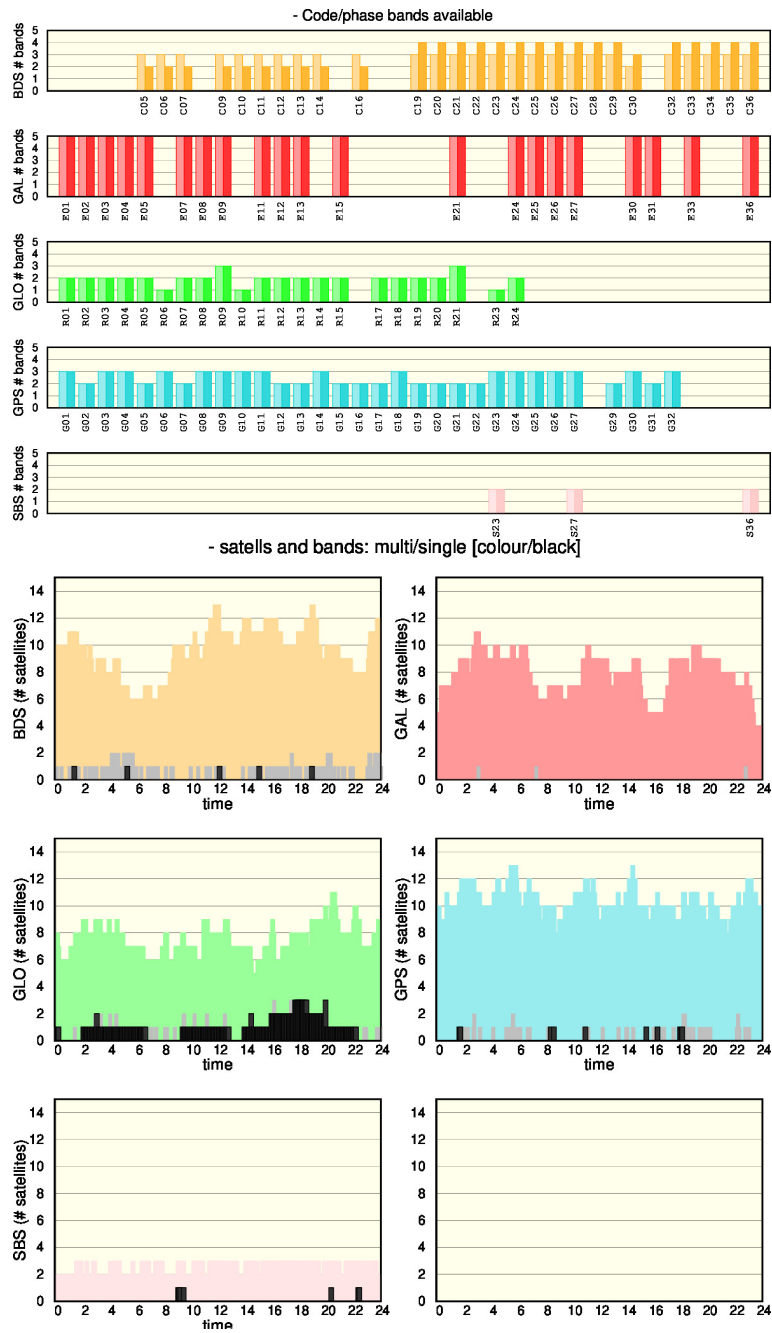 - Code/phase bands available
BDS # bands
5
4
3
2
1
0
C05 C06 C07 C09 C10 C11 C12 C13 C14 C16 C19 C20 C21 C22 C23 C24 C25 C26 C27 C28 C29 C30 C32 C33 C34 C35 C36
GAL # bands
5
4
3
2
1
0
E01 E02 E03 E04 E05 E07 E08 E09 E11 E12 E13 E15 E21 E24 E25 E26 E27 E30 E31 E33 E36
GLO # bands
5
4
3
2
1
0
R01 R02 R03 R04 R05 R06 R07 R08 R09 R10 R11 R12 R13 R14 R15 R17 R18 R19 R20 R21 R23 R24
GPS # bands
5
4
3
2
1
0
G01 G02 G03 G04 G05 G06 G07 G08 G09 G10 G11 G12 G13 G14 G15 G16 G17 G18 G19 G20 G21 G22 G23 G24 G25 G26 G27 G29 G30 G31 G32
SBS # bands
5
4
3
2
1
0
S23 S27 S36
- satells and bands: multi/single [colour/black]
BDS (# satellites)
14
12
10
8
6
4
2
0
0 2 4 6 8 10 12 14 16 18 20 22 24
time
GAL (# satellites)
14
12
10
8
6
4
2
0
0 2 4 6 8 10 12 14 16 18 20 22 24
time
GLO (# satellites)
14
12
10
8
6
4
2
0
0 2 4 6 8 10 12 14 16 18 20 22 24
time
GPS (# satellites)
14
12
10
8
6
4
2
0
0 2 4 6 8 10 12 14 16 18 20 22 24
time
SBS (# satellites)
14
12
10
8
6
4
2
0
0 2 4 6 8 10 12 14 16 18 20 22 24
time
14
12
10
8
6
4
2
0
0 2 4 6 8 10 12 14 16 18 20 22 24